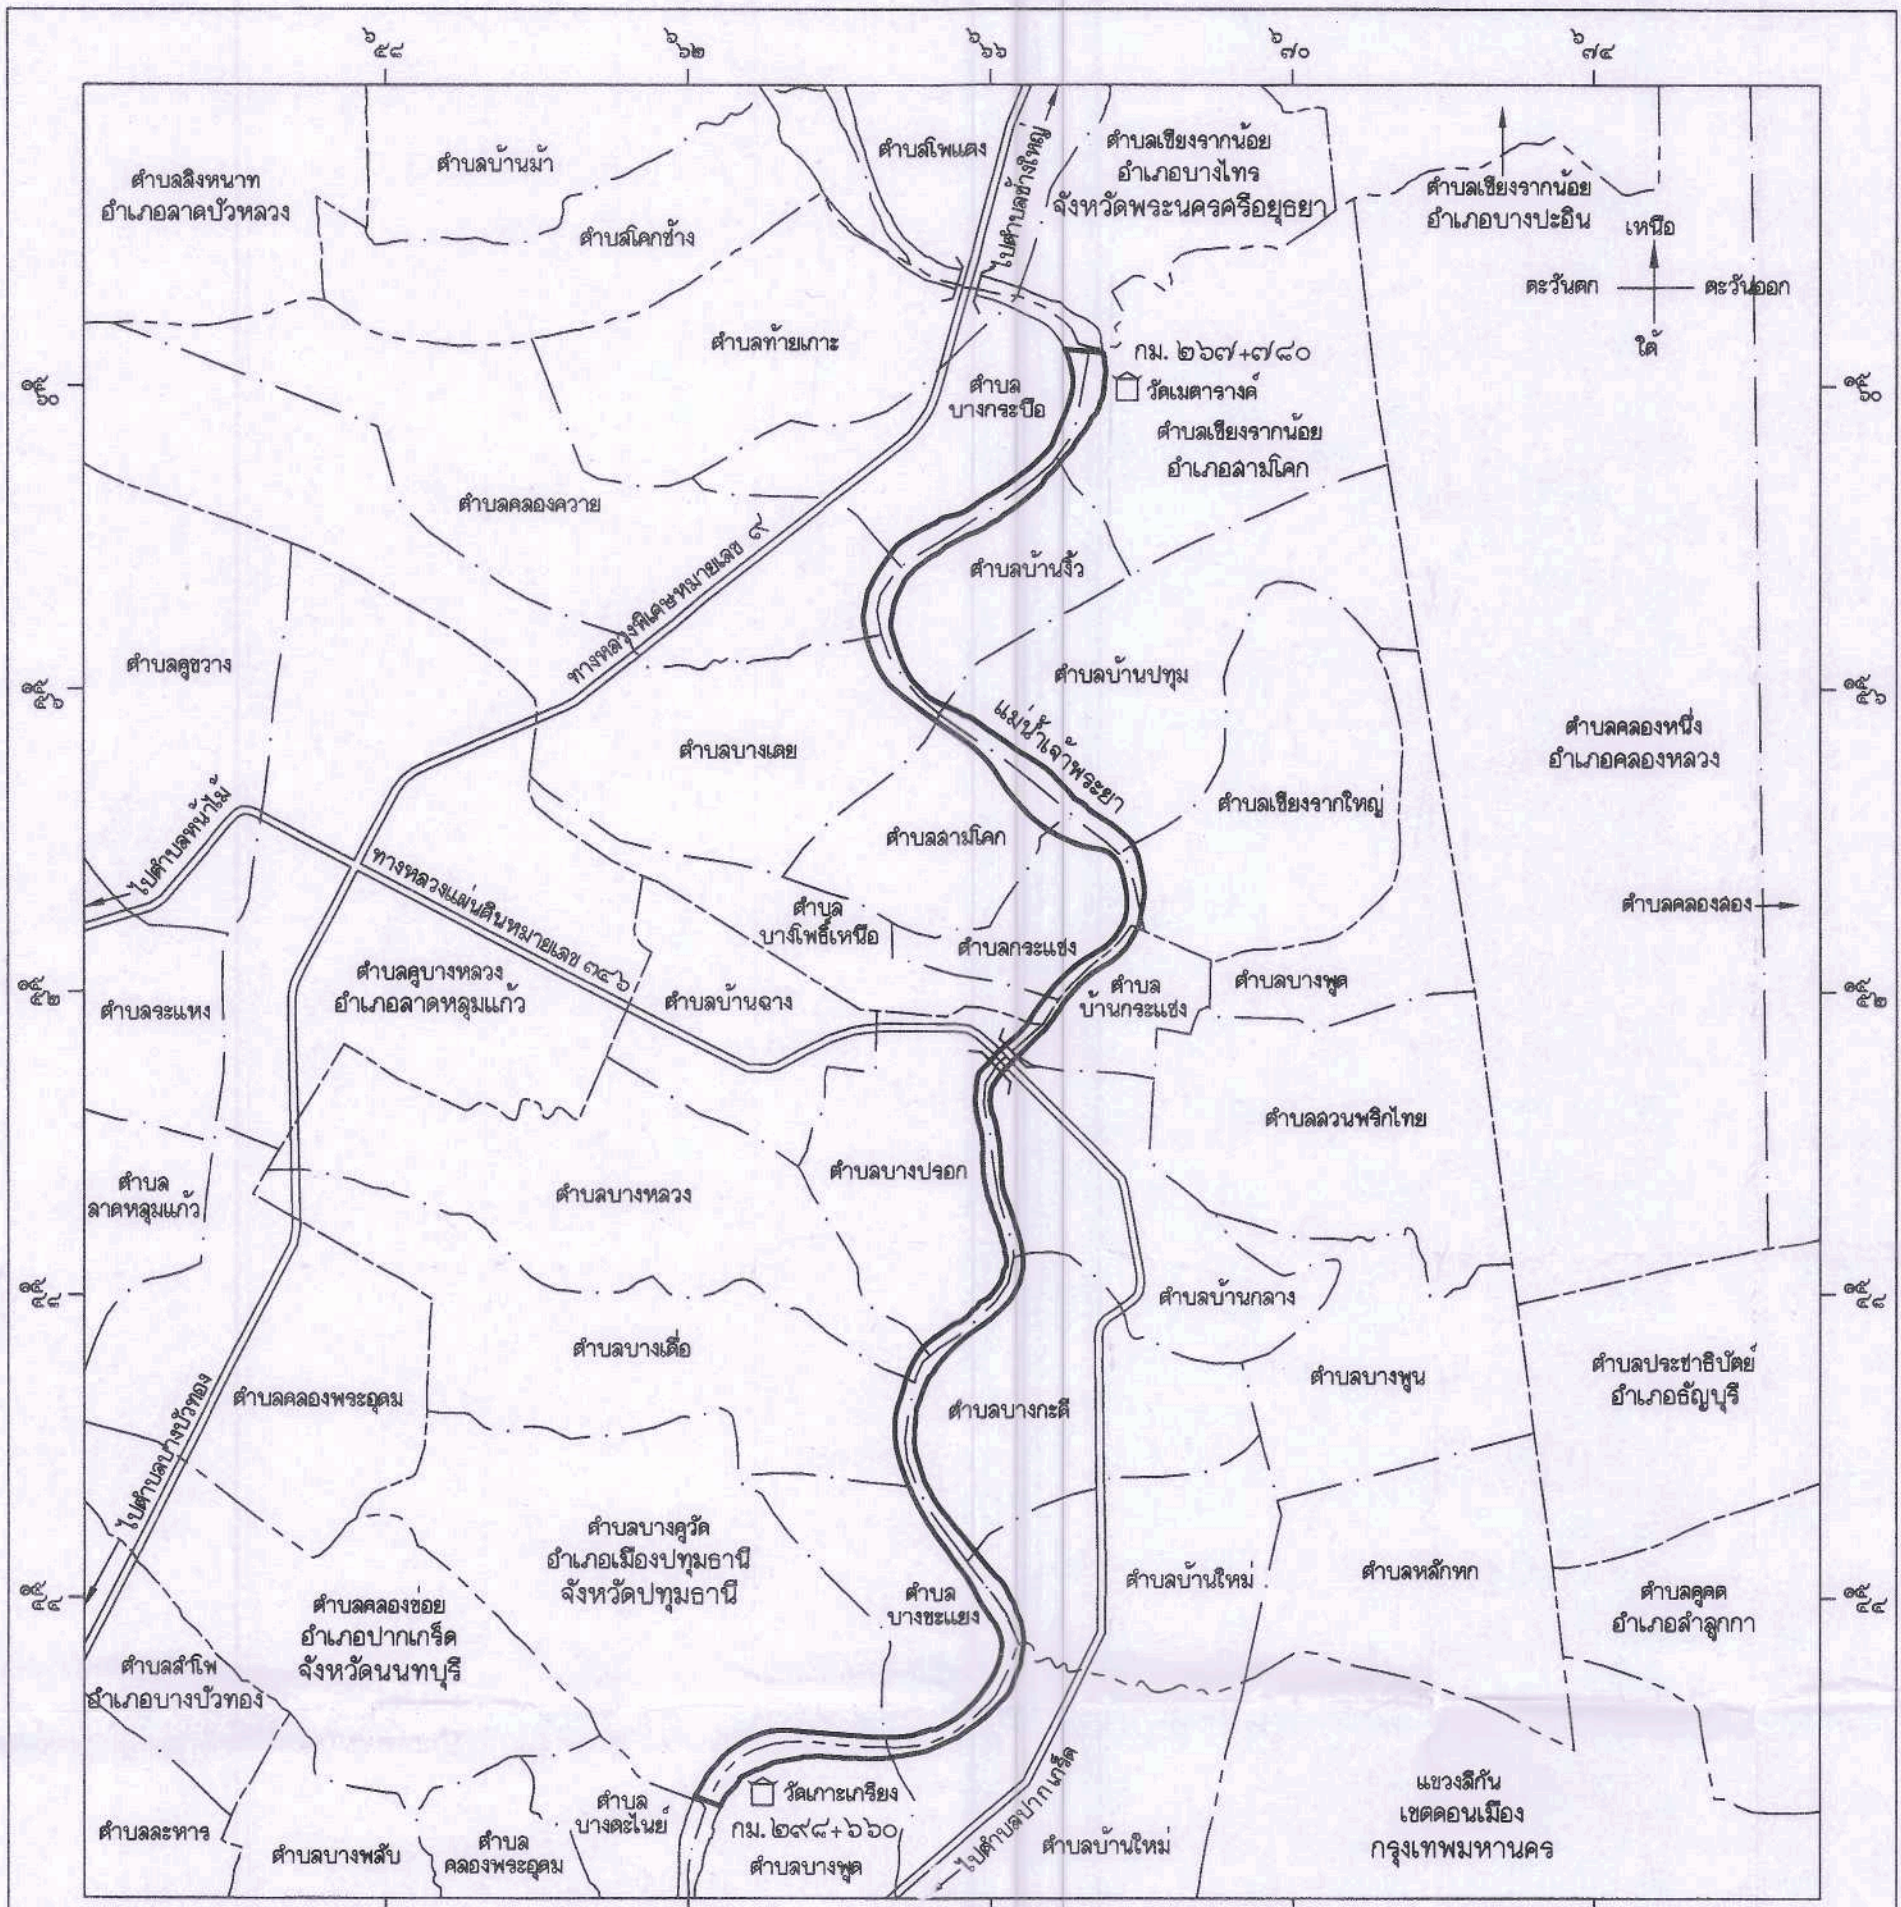 ๖๕๘
๖๖๒
๖๖๖
๖๗๐
๖๗๔
ตำบลสิงหนาท
อำเภอลาดบัวหลวง
ตำบลบ้านม้า
ตำบลโคกช้าง
ตำบลโพแตง
ไปตำบลช้างใหญ่
ตำบลเชียงรากน้อย
อำเภอบางไทร
จังหวัดพระนครศรีอยุธยา
ตำบลเชียงรากน้อย
อำเภอบางปะอิน
เหนือ
ตะวันตก
ตะวันออก
ใต้
ตำบลท้ายเกาะ
กม. ๒๖๗+๗๘๐
วัดเมตารางค์
๑๕๖๐
ตำบล
บางกระบือ
ตำบลเชียงรากน้อย
อำเภอสามโคก
๑๕๖๐
ตำบลคลองควาย
ทางหลวงพิเศษหมายเลข ๙
ตำบลบ้านงิ้ว
ตำบลคูขวาง
ตำบลบ้านปทุม
๑๕๕๖
๑๕๕๖
แม่น้ำเจ้าพระยา
ตำบลบางเตย
ตำบลคลองหนึ่ง
อำเภอคลองหลวง
ไปตำบลหน้าไม้
ตำบลสามโคก
ตำบลเชียงรากใหญ่
ทางหลวงแผ่นดินหมายเลข ๓๔๖
ตำบล
บางโพธิ์เหนือ
ตำบลคลองสอง
ตำบลกระแชง
ตำบลคูบางหลวง
อำเภอลาดหลุมแก้ว
ตำบลบ้านฉาง
ตำบล
บ้านกระแชง
ตำบลบางพูด
๑๕๕๒
๑๕๕๒
ตำบลระแหง
ตำบลสวนพริกไทย
ตำบล
ลาดหลุมแก้ว
ตำบลบางหลวง
ตำบลบางปรอก
๑๕๔๘
๑๕๔๘
ตำบลบ้านกลาง
ตำบลบางเดื่อ
ตำบลบางพูน
ตำบลประชาธิปัตย์
อำเภอธัญบุรี
ไปตำบลบางบัวทอง
ตำบลคลองพระอุดม
ตำบลบางกะดี
ตำบลบางคูวัด
อำเภอเมืองปทุมธานี
จังหวัดปทุมธานี
ตำบลบ้านใหม่
ตำบลหลักหก
๑๕๔๔
๑๕๔๔
ตำบล
บางขะแยง
ตำบลคูคต
อำเภอลำลูกกา
ตำบลคลองข่อย
อำเภอปากเกร็ด
จังหวัดนนทบุรี
ตำบลลำโพ
อำเภอบางบัวทอง
วัดเกาะเกรียง
กม.๒๙๘+๖๖๐
ตำบลบางพูด
ไปตำบลปากเกร็ด
ตำบลบ้านใหม่
แขวงสีกัน
เขตดอนเมือง
กรุงเทพมหานคร
ตำบลละหาร
ตำบลบางพลับ
ตำบล
คลองพระอุดม
ตำบล
บางตะไนย์